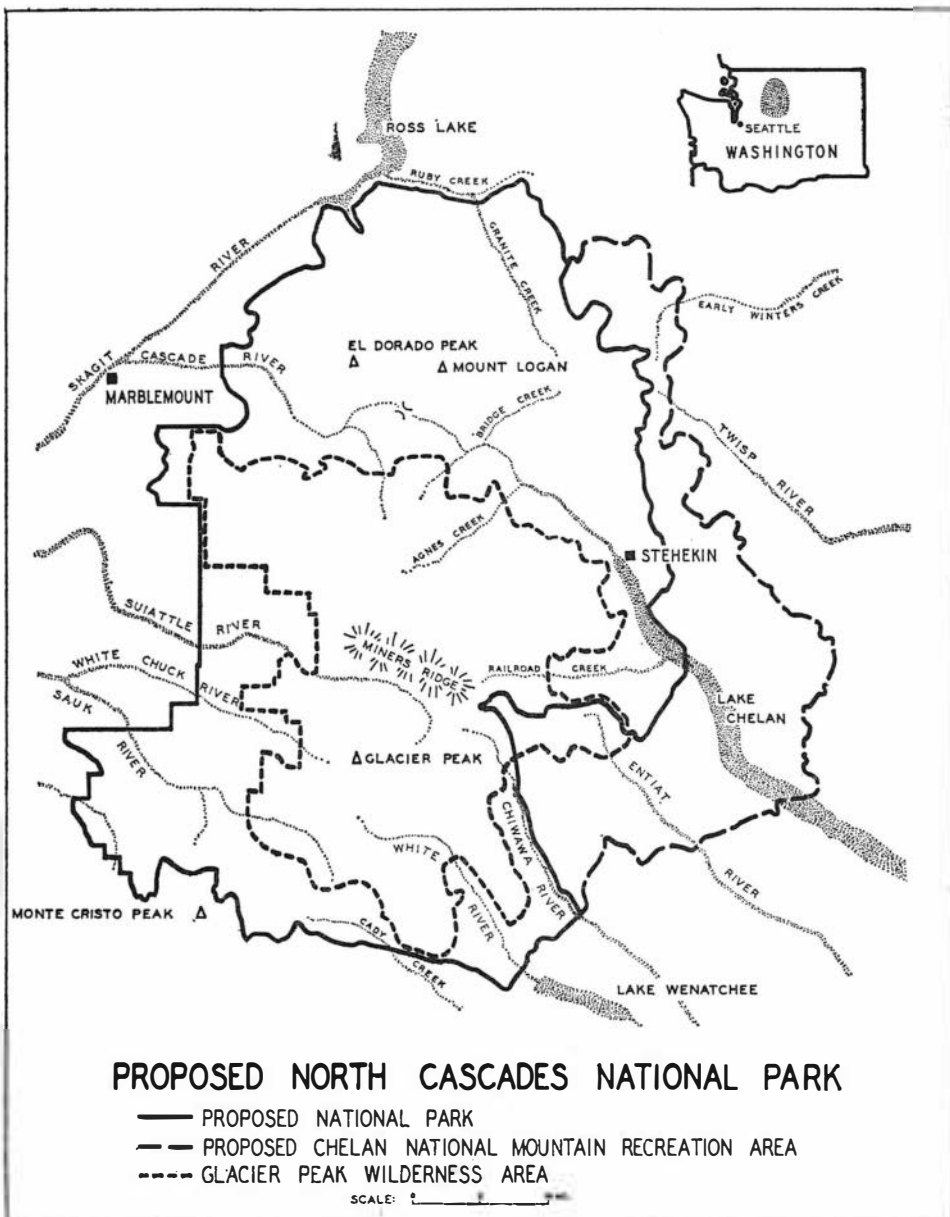 ROSS LAKE
SEATTLE
WASHINGTON
RUBY CREEK
GRANITE CREEK
SKAGIT RIVER
EARLY WINTERS CREEK
EL DORADO PEAK
MOUNT LOGAN
CASCADE RIVER
MARBLEMOUNT
BRIDGE CREEK
TWISP RIVER
AGNES CREEK
STEHEKIN
SUIATTLE RIVER
MINERS RIDGE
WHITE CHUCK RIVER
RAILROAD CREEK
SAUK RIVER
LAKE CHELAN
GLACIER PEAK
ENTIAT RIVER
CHIWAWA RIVER
WHITE RIVER
MONTE CRISTO PEAK
CADY CREEK
LAKE WENATCHEE
PROPOSED NORTH CASCADES NATIONAL PARK
PROPOSED NATIONAL PARK
PROPOSED CHELAN NATIONAL MOUNTAIN RECREATION AREA
GLACIER PEAK WILDERNESS AREA
SCALE: